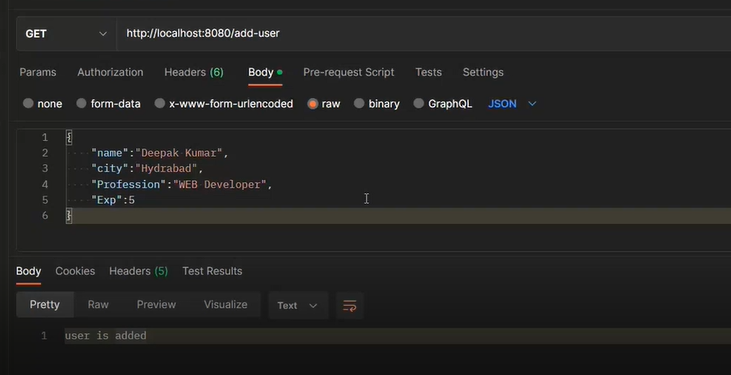 GET http://localhost:8080/add-user
Params Authorization Headers (6) Body Pre-request Script Tests Settings
none form-data x-www-form-urlencoded raw binary GraphQL JSON
1 {
2 "name":"Deepak Kumar",
3 "city":"Hydrabad",
4 "Profession":"WEB Developer",
5 "Exp":5
6 }
Body Cookies Headers (5) Test Results
Pretty Raw Preview Visualize Text
1 user is added